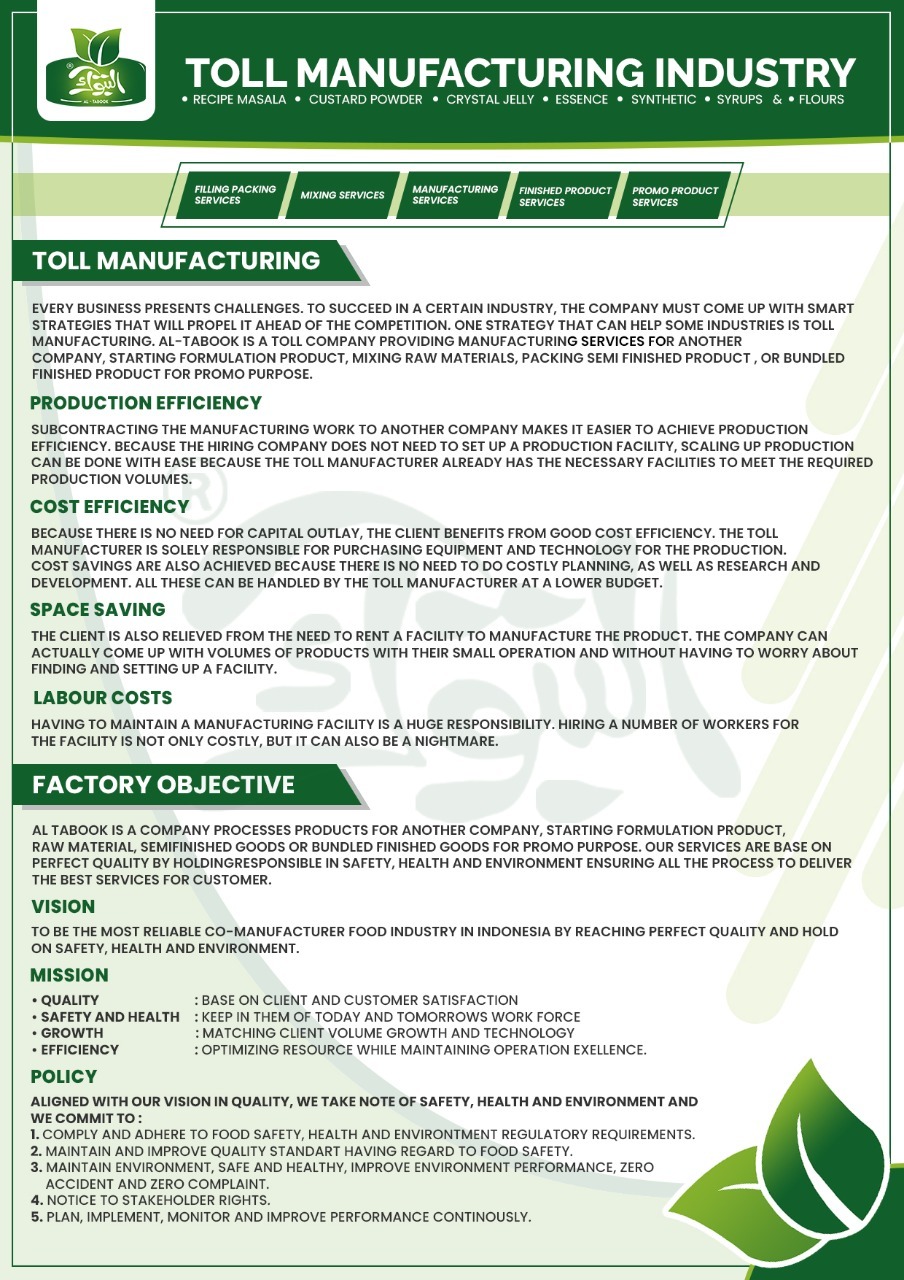 ®
التبوك
AL - TABOOK
TOLL MANUFACTURING INDUSTRY
• RECIPE MASALA • CUSTARD POWDER • CRYSTAL JELLY • ESSENCE • SYNTHETIC • SYRUPS & • FLOURS
FILLING PACKING
SERVICES
MIXING SERVICES
MANUFACTURING
SERVICES
FINISHED PRODUCT
SERVICES
PROMO PRODUCT
SERVICES
TOLL MANUFACTURING
EVERY BUSINESS PRESENTS CHALLENGES. TO SUCCEED IN A CERTAIN INDUSTRY, THE COMPANY MUST COME UP WITH SMART
STRATEGIES THAT WILL PROPEL IT AHEAD OF THE COMPETITION. ONE STRATEGY THAT CAN HELP SOME INDUSTRIES IS TOLL
MANUFACTURING. AL-TABOOK IS A TOLL COMPANY PROVIDING MANUFACTURING SERVICES FOR ANOTHER
COMPANY, STARTING FORMULATION PRODUCT, MIXING RAW MATERIALS, PACKING SEMI FINISHED PRODUCT , OR BUNDLED
FINISHED PRODUCT FOR PROMO PURPOSE.
PRODUCTION EFFICIENCY
SUBCONTRACTING THE MANUFACTURING WORK TO ANOTHER COMPANY MAKES IT EASIER TO ACHIEVE PRODUCTION
EFFICIENCY. BECAUSE THE HIRING COMPANY DOES NOT NEED TO SET UP A PRODUCTION FACILITY, SCALING UP PRODUCTION
CAN BE DONE WITH EASE BECAUSE THE TOLL MANUFACTURER ALREADY HAS THE NECESSARY FACILITIES TO MEET THE REQUIRED
PRODUCTION VOLUMES.
COST EFFICIENCY
BECAUSE THERE IS NO NEED FOR CAPITAL OUTLAY, THE CLIENT BENEFITS FROM GOOD COST EFFICIENCY. THE TOLL
MANUFACTURER IS SOLELY RESPONSIBLE FOR PURCHASING EQUIPMENT AND TECHNOLOGY FOR THE PRODUCTION.
COST SAVINGS ARE ALSO ACHIEVED BECAUSE THERE IS NO NEED TO DO COSTLY PLANNING, AS WELL AS RESEARCH AND
DEVELOPMENT. ALL THESE CAN BE HANDLED BY THE TOLL MANUFACTURER AT A LOWER BUDGET.
SPACE SAVING
THE CLIENT IS ALSO RELIEVED FROM THE NEED TO RENT A FACILITY TO MANUFACTURE THE PRODUCT. THE COMPANY CAN
ACTUALLY COME UP WITH VOLUMES OF PRODUCTS WITH THEIR SMALL OPERATION AND WITHOUT HAVING TO WORRY ABOUT
FINDING AND SETTING UP A FACILITY.
LABOUR COSTS
HAVING TO MAINTAIN A MANUFACTURING FACILITY IS A HUGE RESPONSIBILITY. HIRING A NUMBER OF WORKERS FOR
THE FACILITY IS NOT ONLY COSTLY, BUT IT CAN ALSO BE A NIGHTMARE.
FACTORY OBJECTIVE
AL TABOOK IS A COMPANY PROCESSES PRODUCTS FOR ANOTHER COMPANY, STARTING FORMULATION PRODUCT,
RAW MATERIAL, SEMIFINISHED GOODS OR BUNDLED FINISHED GOODS FOR PROMO PURPOSE. OUR SERVICES ARE BASE ON
PERFECT QUALITY BY HOLDINGRESPONSIBLE IN SAFETY, HEALTH AND ENVIRONMENT ENSURING ALL THE PROCESS TO DELIVER
THE BEST SERVICES FOR CUSTOMER.
VISION
TO BE THE MOST RELIABLE CO-MANUFACTURER FOOD INDUSTRY IN INDONESIA BY REACHING PERFECT QUALITY AND HOLD
ON SAFETY, HEALTH AND ENVIRONMENT.
MISSION
• QUALITY : BASE ON CLIENT AND CUSTOMER SATISFACTION
• SAFETY AND HEALTH : KEEP IN THEM OF TODAY AND TOMORROWS WORK FORCE
• GROWTH : MATCHING CLIENT VOLUME GROWTH AND TECHNOLOGY
• EFFICIENCY : OPTIMIZING RESOURCE WHILE MAINTAINING OPERATION EXELLENCE.
POLICY
ALIGNED WITH OUR VISION IN QUALITY, WE TAKE NOTE OF SAFETY, HEALTH AND ENVIRONMENT AND
WE COMMIT TO :
1. COMPLY AND ADHERE TO FOOD SAFETY, HEALTH AND ENVIRONTMENT REGULATORY REQUIREMENTS.
2. MAINTAIN AND IMPROVE QUALITY STANDART HAVING REGARD TO FOOD SAFETY.
3. MAINTAIN ENVIRONMENT, SAFE AND HEALTHY, IMPROVE ENVIRONMENT PERFORMANCE, ZERO
ACCIDENT AND ZERO COMPLAINT.
4. NOTICE TO STAKEHOLDER RIGHTS.
5. PLAN, IMPLEMENT, MONITOR AND IMPROVE PERFORMANCE CONTINOUSLY.